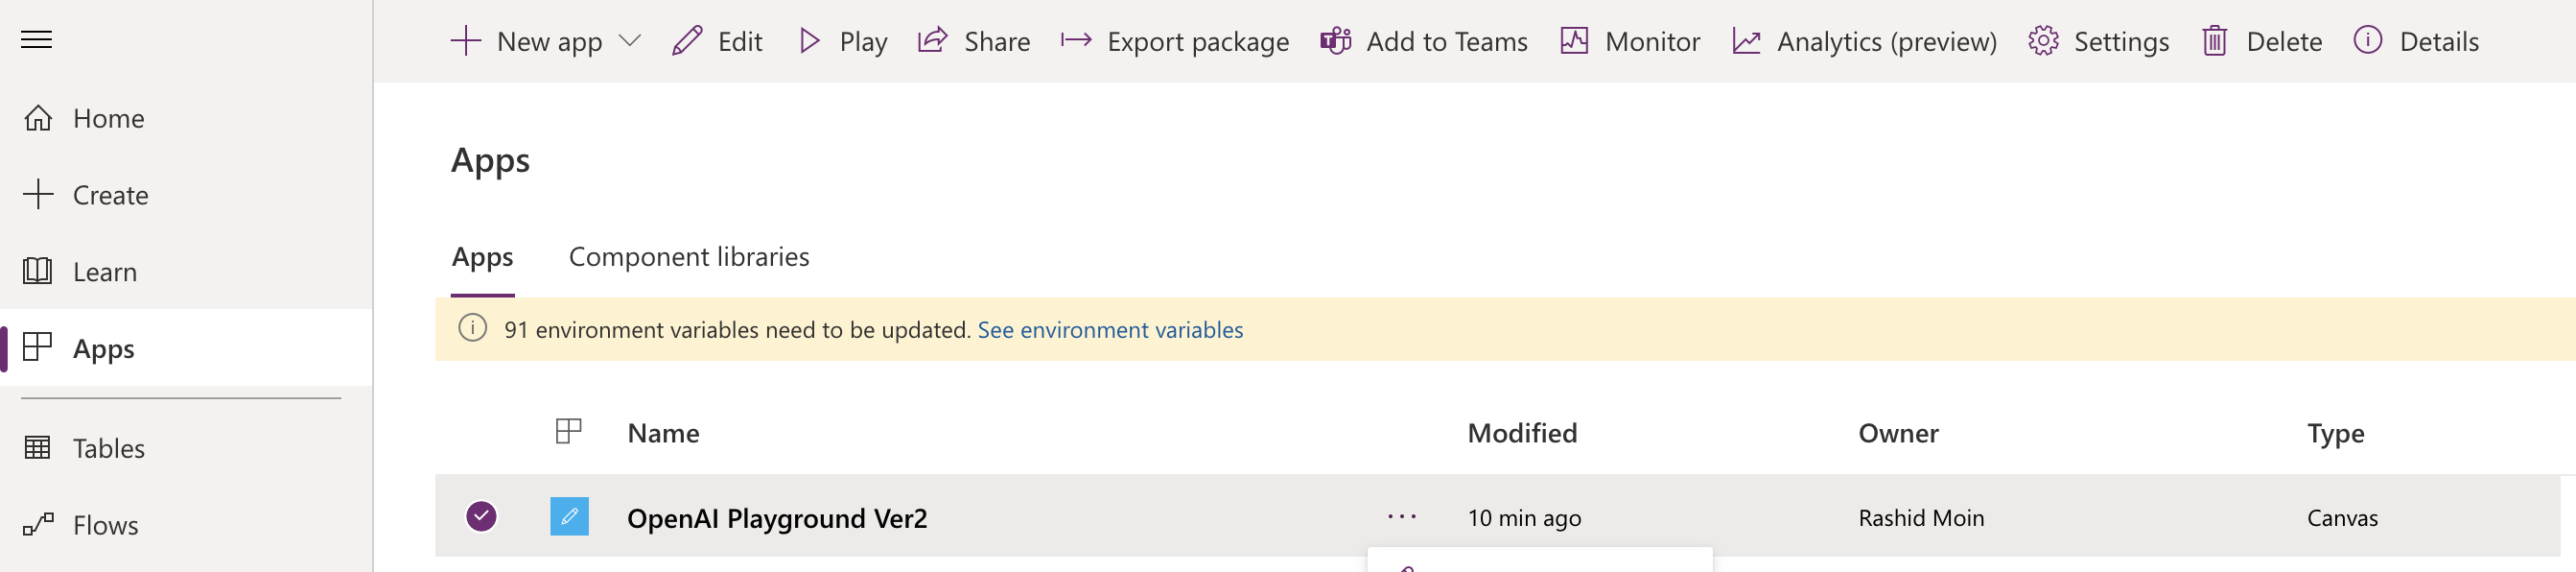 New app Edit Play Share Export package Add to Teams Monitor Analytics (preview) Settings Delete Details
Home
Create
Learn
Apps
Tables
Flows
Apps
Apps Component libraries
91 environment variables need to be updated. See environment variables
Name Modified Owner Type
OpenAI Playground Ver2 ... 10 min ago Rashid Moin Canvas